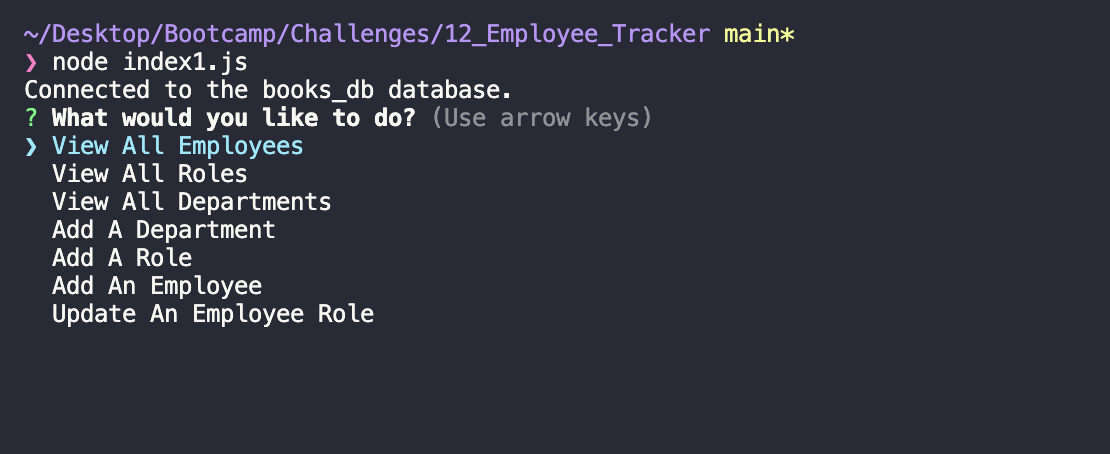 ~/Desktop/Bootcamp/Challenges/12_Employee_Tracker main*
❯ node index1.js
Connected to the books_db database.
? What would you like to do? (Use arrow keys)
❯ View All Employees
View All Roles
View All Departments
Add A Department
Add A Role
Add An Employee
Update An Employee Role